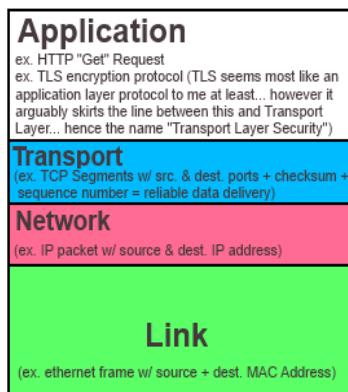 Application
ex. HTTP "Get" Request
ex. TLS encryption protocol (TLS seems most like an
application layer protocol to me at least... however it
arguably skirts the line between this and Transport
Layer... hence the name "Transport Layer Security")
Transport
(ex. TCP Segments w/ src. & dest. ports + checksum +
sequence number = reliable data delivery)
Network
(ex. IP packet w/ source & dest. IP address)
Link
(ex. ethernet frame w/ source + dest. MAC Address)